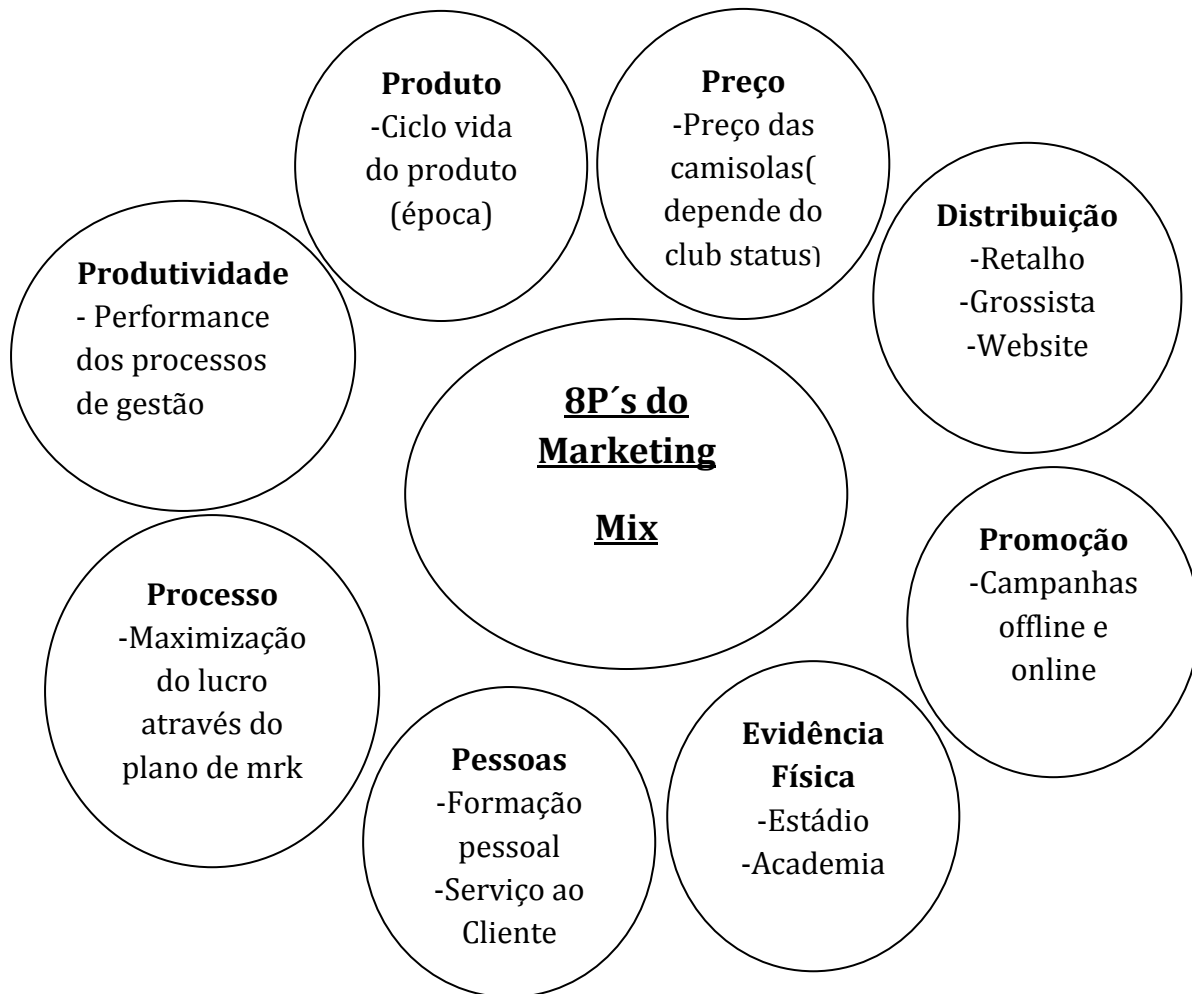 Produto
-Ciclo vida
do produto
(época)
Preço
-Preço das
camisolas(
depende do
club status)
Distribuição
-Retalho
-Grossista
-Website
Produtividade
- Performance
dos processos
de gestão
8P´s do
Marketing
Mix
Promoção
-Campanhas
offline e
online
Processo
-Maximização
do lucro
através do
plano de mrk
Pessoas
-Formação
pessoal
-Serviço ao
Cliente
Evidência
Física
-Estádio
-Academia